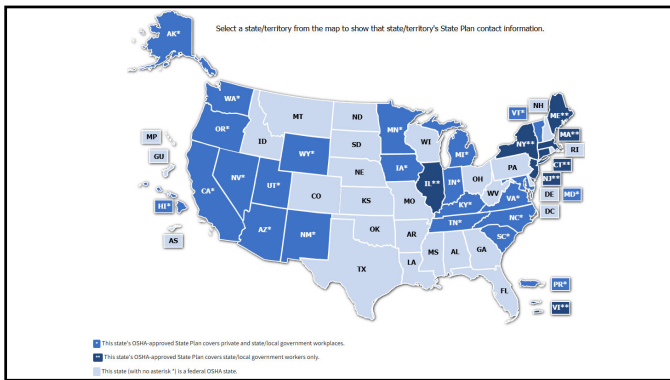 Select a state/territory from the map to show that state/territory's State Plan contact information.
AK*
WA*
MT
ND
MN*
VT*
NH
ME**
OR*
ID
SD
WI
MI*
NY**
MA**
RI
MP
WY*
IA*
PA
CT**
GU
NV*
NE
IL**
IN*
OH
NJ**
CA*
UT*
CO
KS
MO
KY*
WV
VA*
DE
MD*
HI*
DC
AZ*
NM*
OK
AR
TN*
NC*
SC*
AS
TX
LA
MS
AL
GA
FL
PR*
VI**
* This state's OSHA-approved State Plan covers private and state/local government workplaces.
** This state's OSHA-approved State Plan covers state/local government workers only.
This state (with no asterisk *) is a federal OSHA state.